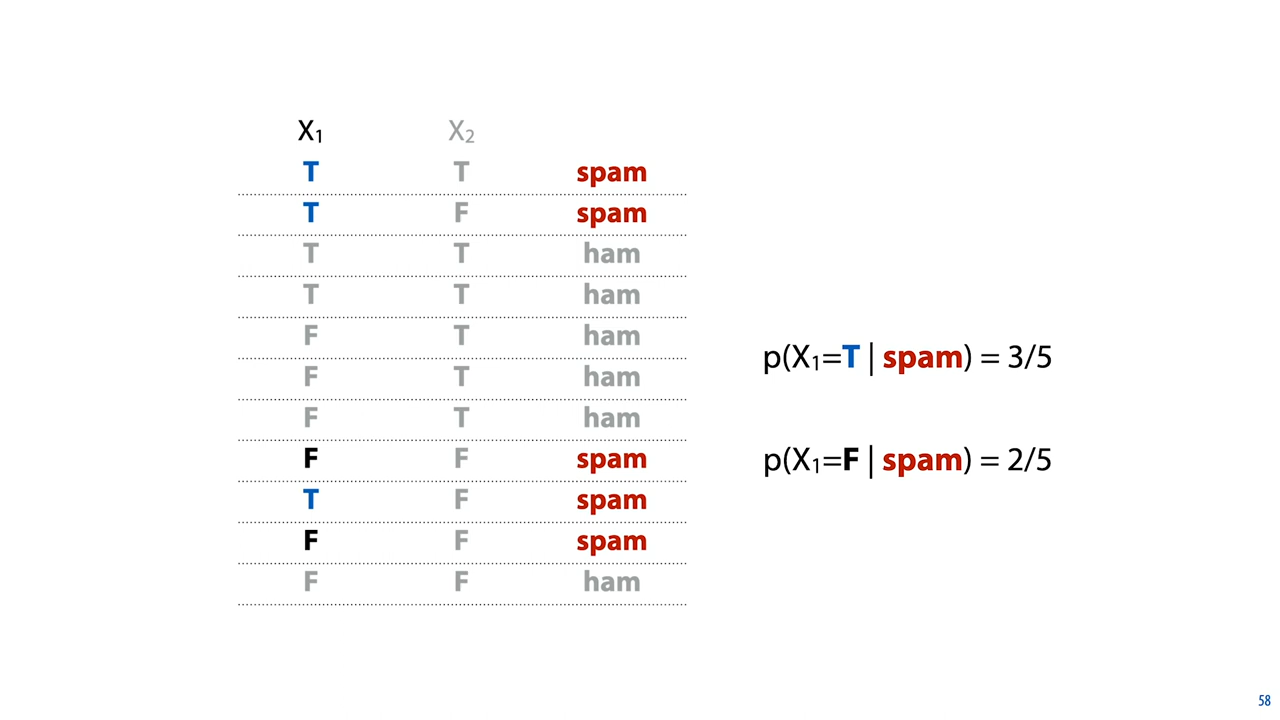 X₁ X₂
T T spam
T F spam
T T ham
T T ham
F T ham
F T ham
F T ham
F F spam
T F spam
F F spam
F F ham
p(X₁=T | spam) = 3/5
p(X₁=F | spam) = 2/5
58